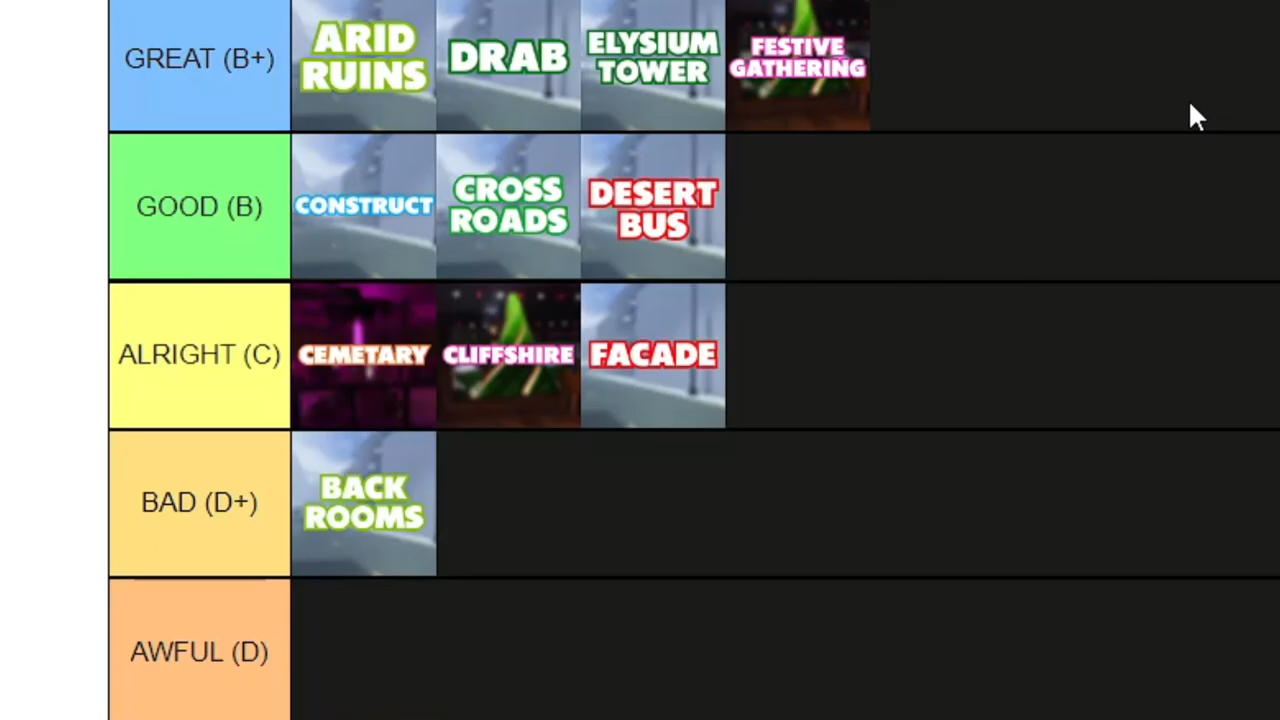 GREAT (B+)
ARID
RUINS
DRAB
ELYSIUM
TOWER
FESTIVE
GATHERING
GOOD (B)
CONSTRUCT
CROSS
ROADS
DESERT
BUS
ALRIGHT (C)
CEMETARY
CLIFFSHIRE
FACADE
BAD (D+)
BACK
ROOMS
AWFUL (D)